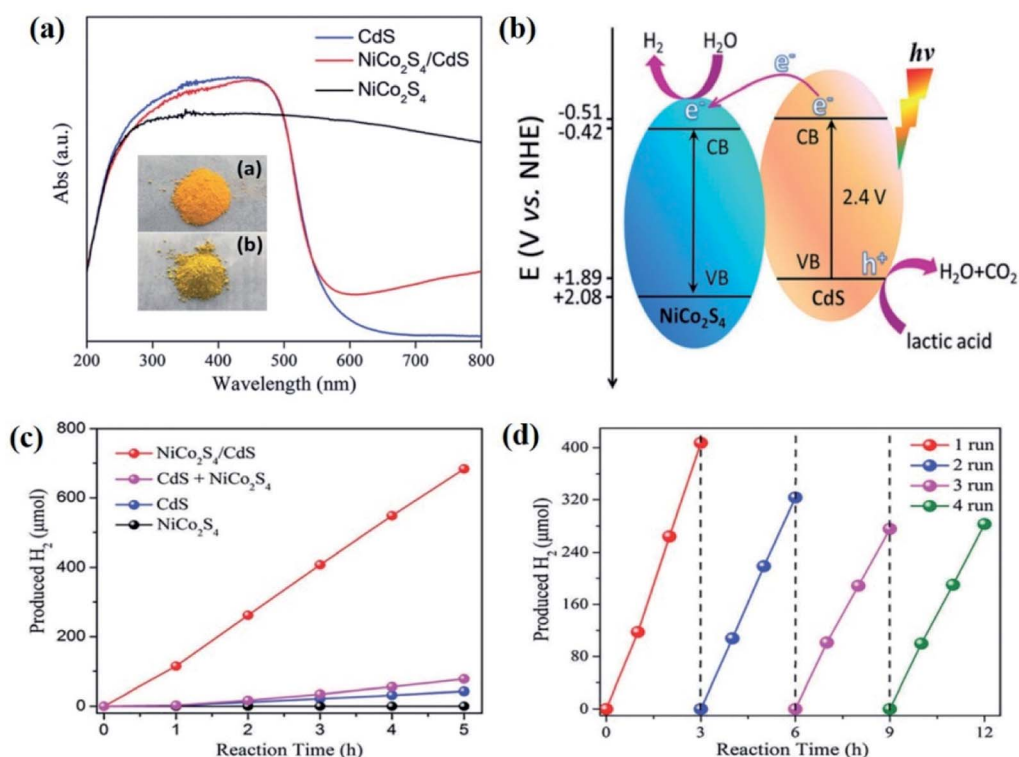 (a)
CdS
NiCo₂S₄/CdS
NiCo₂S₄
Abs (a.u.)
(a)
(b)
200 300 400 500 600 700 800
Wavelength (nm)
(b)
H₂ H₂O
e⁻
hν
e⁻ e⁻
-0.51
-0.42
CB CB
E (V vs. NHE)
2.4 V
VB h⁺
VB
+1.89
+2.08
H₂O+CO₂
CdS
NiCo₂S₄
lactic acid
(c)
800
600
400
200
0
Produced H₂ (μmol)
NiCo₂S₄/CdS
CdS + NiCo₂S₄
CdS
NiCo₂S₄
0 1 2 3 4 5
Reaction Time (h)
(d)
400
320
240
160
80
0
Produced H₂ (μmol)
1 run
2 run
3 run
4 run
0 3 6 9 12
Reaction Time (h)